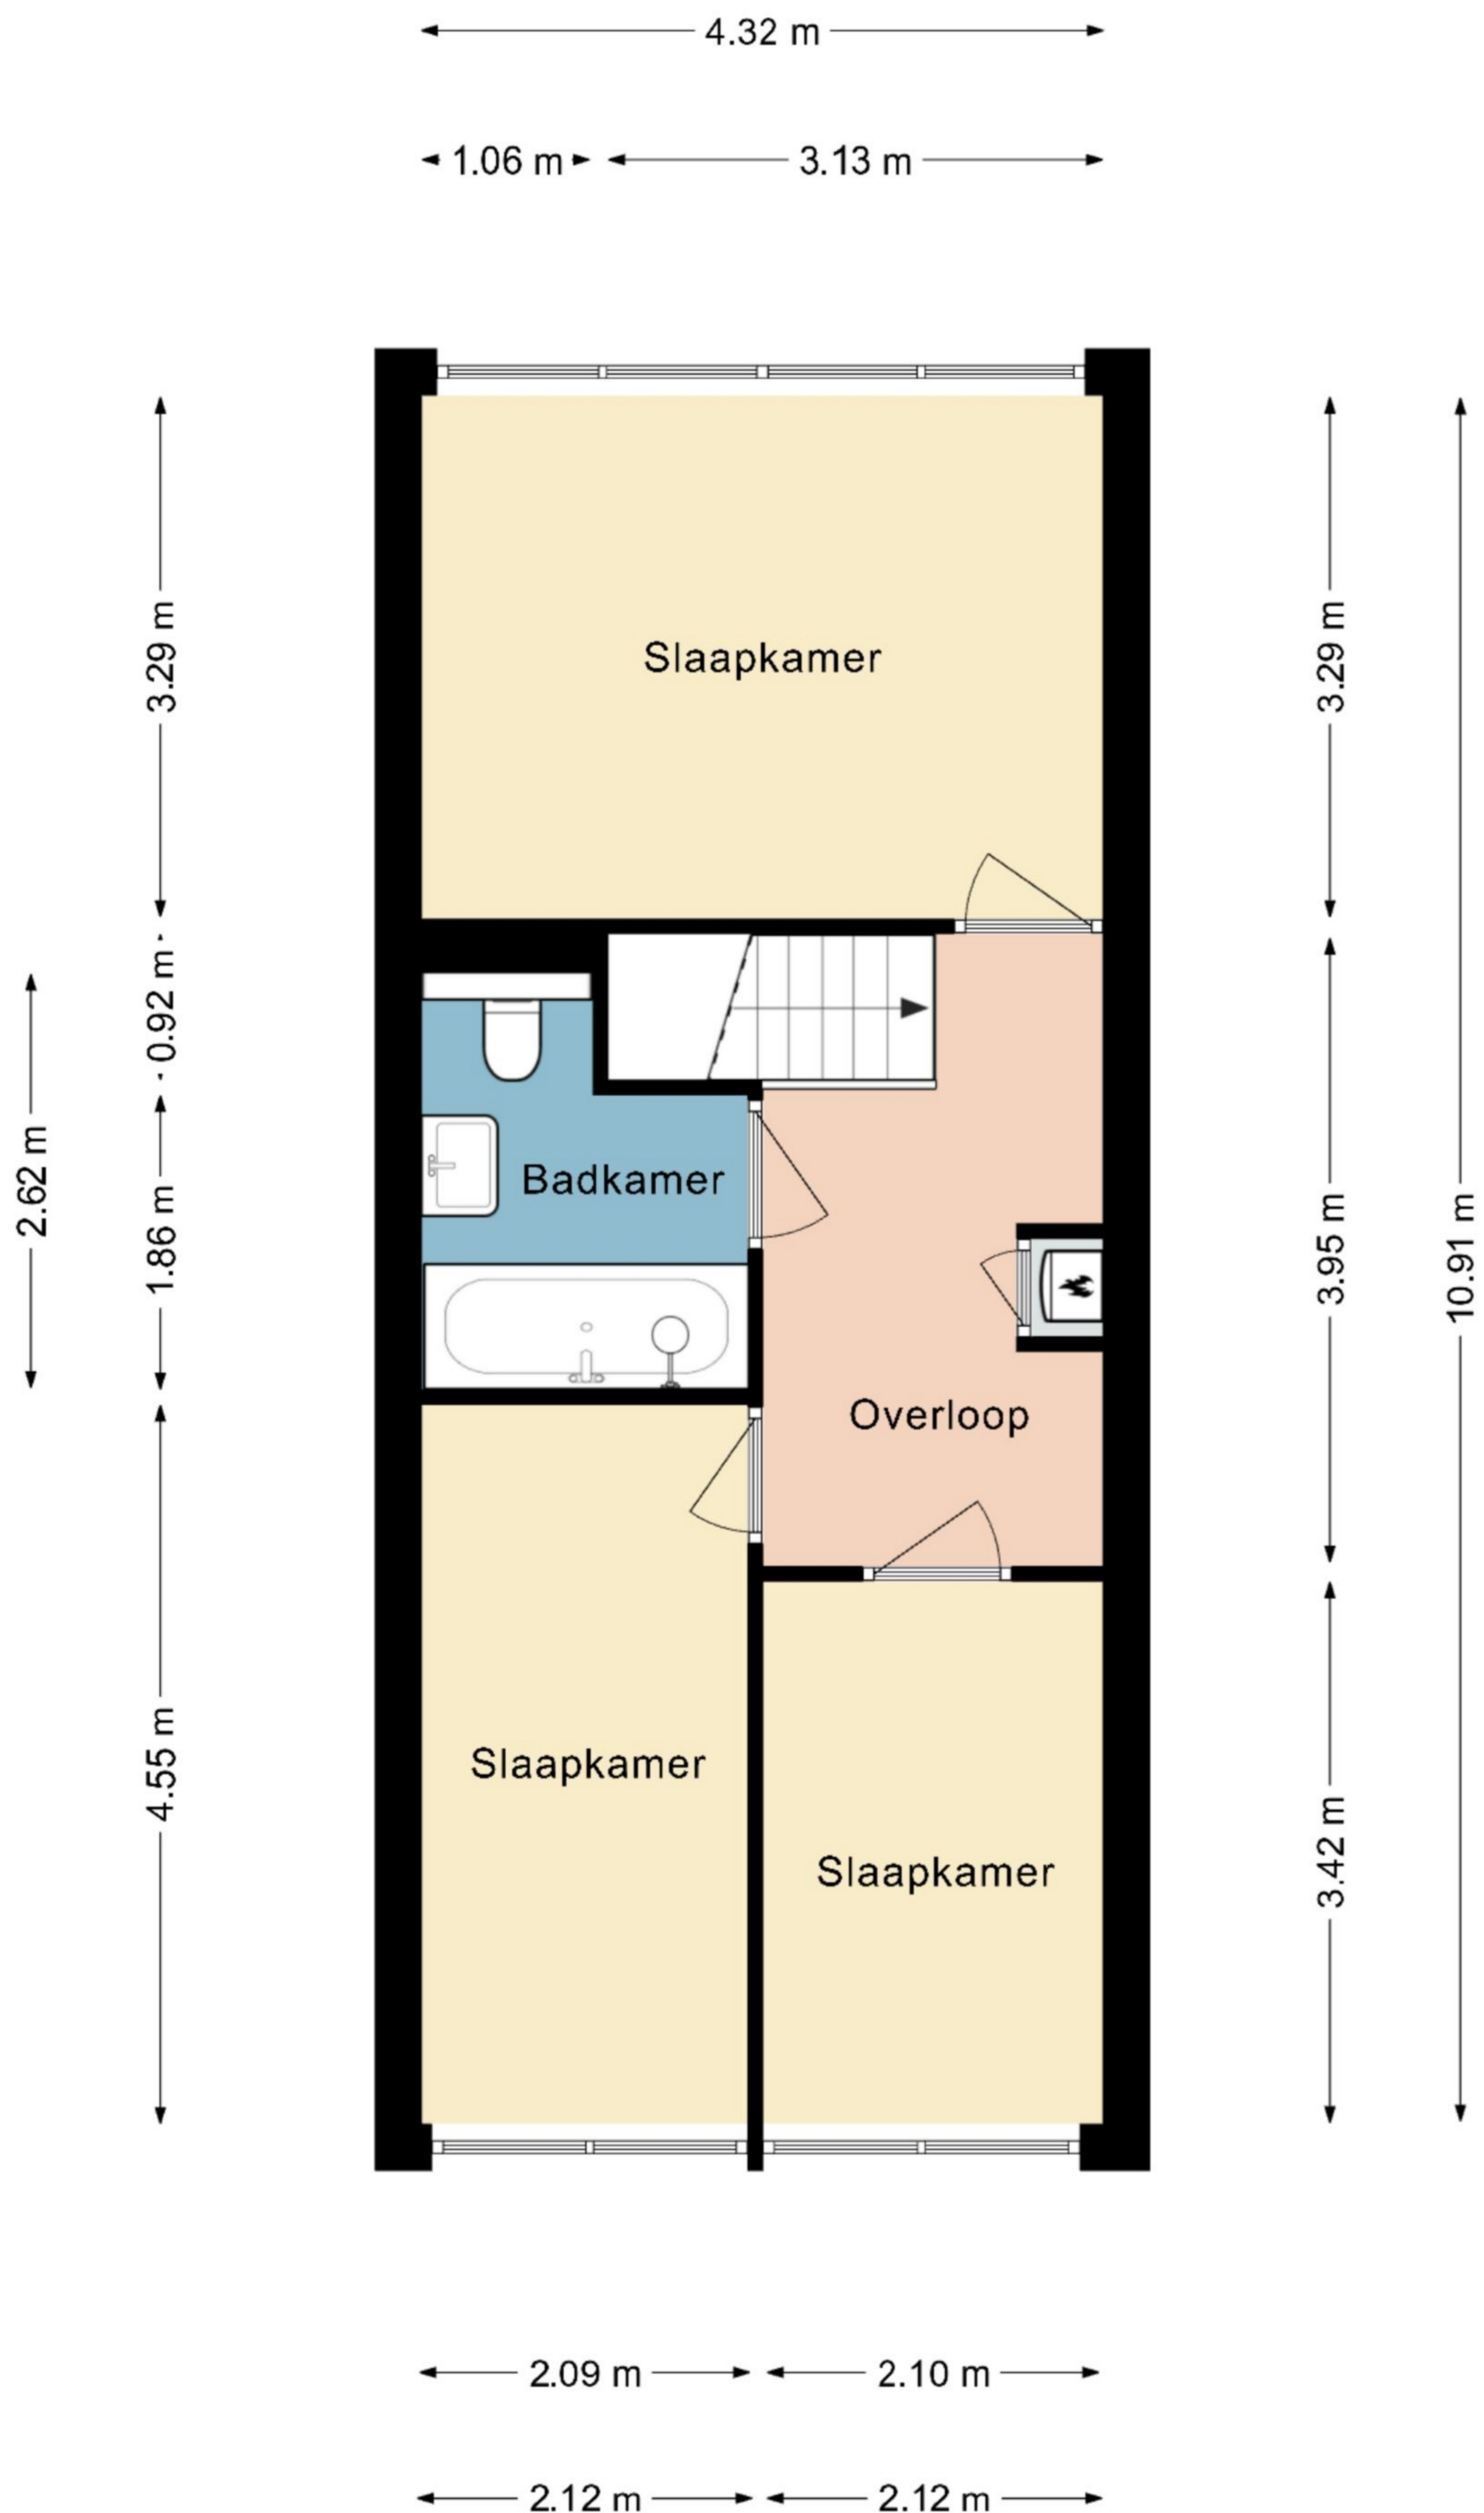 4.32 m
1.06 m
3.13 m
Slaapkamer
3.29 m
3.29 m
0.92 m
2.62 m
1.86 m
Badkamer
3.95 m
10.91 m
Overloop
4.55 m
Slaapkamer
Slaapkamer
3.42 m
2.09 m
2.10 m
2.12 m
2.12 m